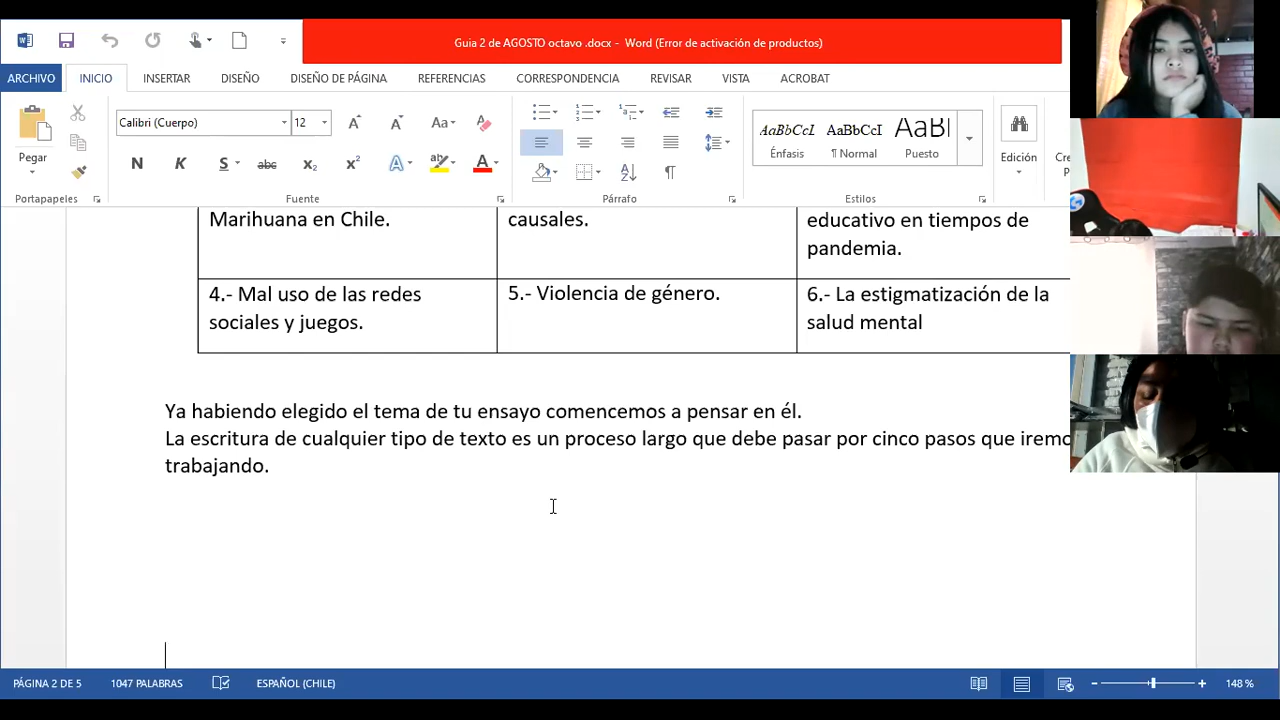 Guia 2 de AGOSTO octavo .docx - Word (Error de activación de productos)
ARCHIVO INICIO INSERTAR DISEÑO DISEÑO DE PÁGINA REFERENCIAS CORRESPONDENCIA REVISAR VISTA ACROBAT
Calibri (Cuerpo) 12 Aa
Pegar
N K S abc x₂ x² A ab A
AaBbCcI AaBbCcI AaBl
Énfasis ¶ Normal Puesto
Edición
Portapapeles Fuente Párrafo Estilos
Marihuana en Chile. causales. educativo en tiempos de
pandemia.
4.- Mal uso de las redes 5.- Violencia de género. 6.- La estigmatización de la
sociales y juegos. salud mental
Ya habiendo elegido el tema de tu ensayo comencemos a pensar en él.
La escritura de cualquier tipo de texto es un proceso largo que debe pasar por cinco pasos que iremo
trabajando.
PÁGINA 2 DE 5 1047 PALABRAS ESPAÑOL (CHILE) 148 %